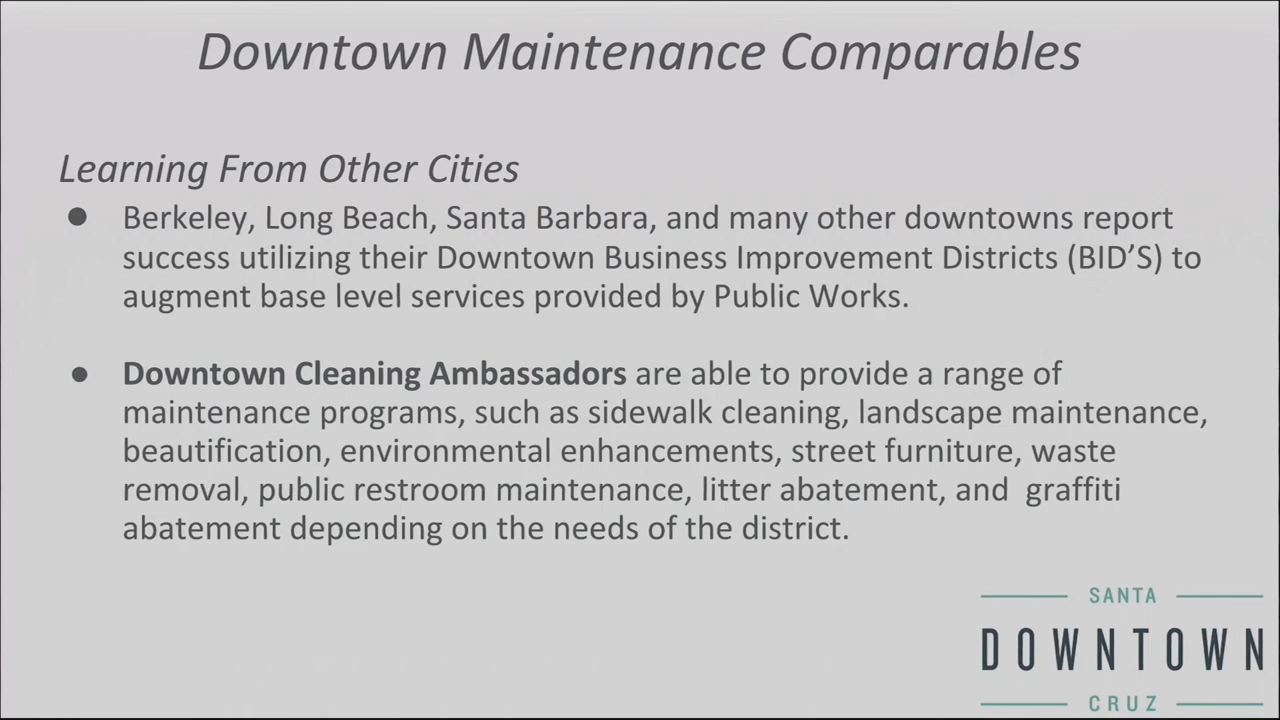 Downtown Maintenance Comparables
Learning From Other Cities
● Berkeley, Long Beach, Santa Barbara, and many other downtowns report
success utilizing their Downtown Business Improvement Districts (BID’S) to
augment base level services provided by Public Works.
● Downtown Cleaning Ambassadors are able to provide a range of
maintenance programs, such as sidewalk cleaning, landscape maintenance,
beautification, environmental enhancements, street furniture, waste
removal, public restroom maintenance, litter abatement, and  graffiti
abatement depending on the needs of the district.
SANTA
DOWNTOWN
CRUZ